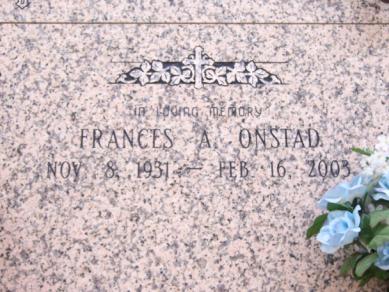 IN LOVING MEMORY
FRANCES A. ONSTAD
NOV. 8, 1931 — FEB. 16, 2003